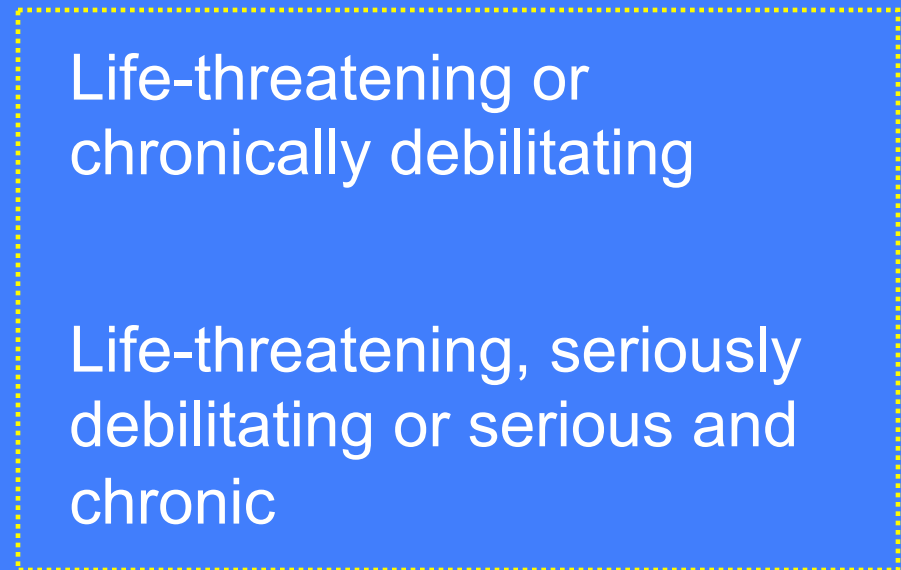 Life-threatening or
chronically debilitating
Life-threatening, seriously
debilitating or serious and
chronic